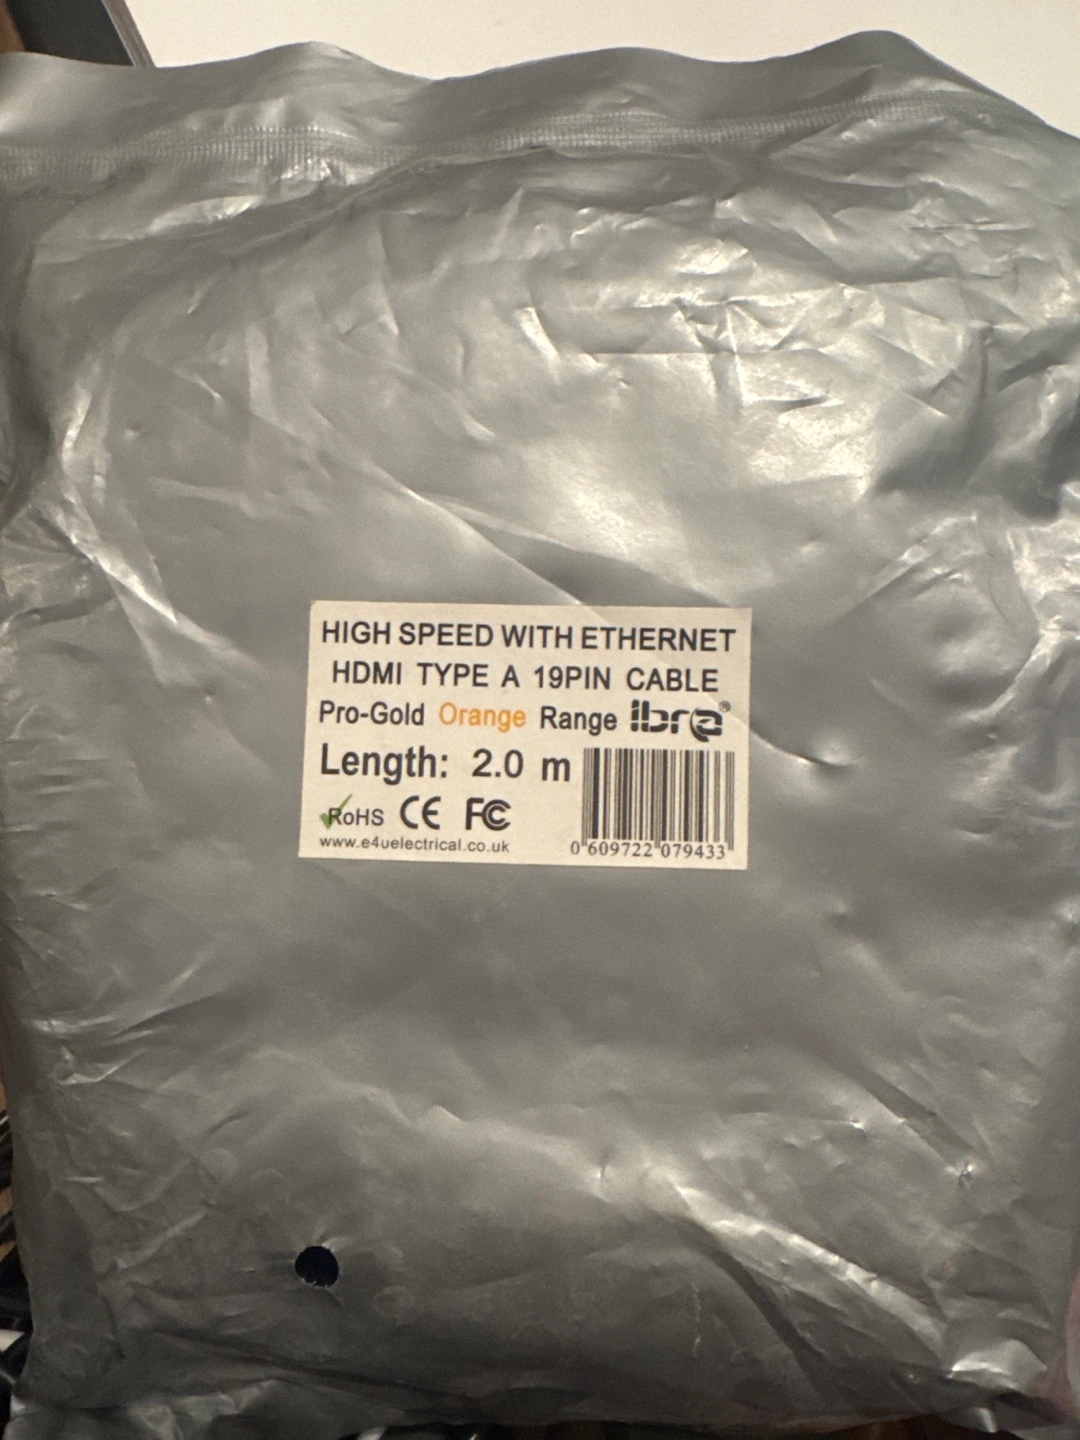 HIGH SPEED WITH ETHERNET
HDMI TYPE A 19PIN CABLE
Pro-Gold Orange Range ibra®
Length: 2.0 m
RoHS CE FC
www.e4uelectrical.co.uk
0 609722 079433